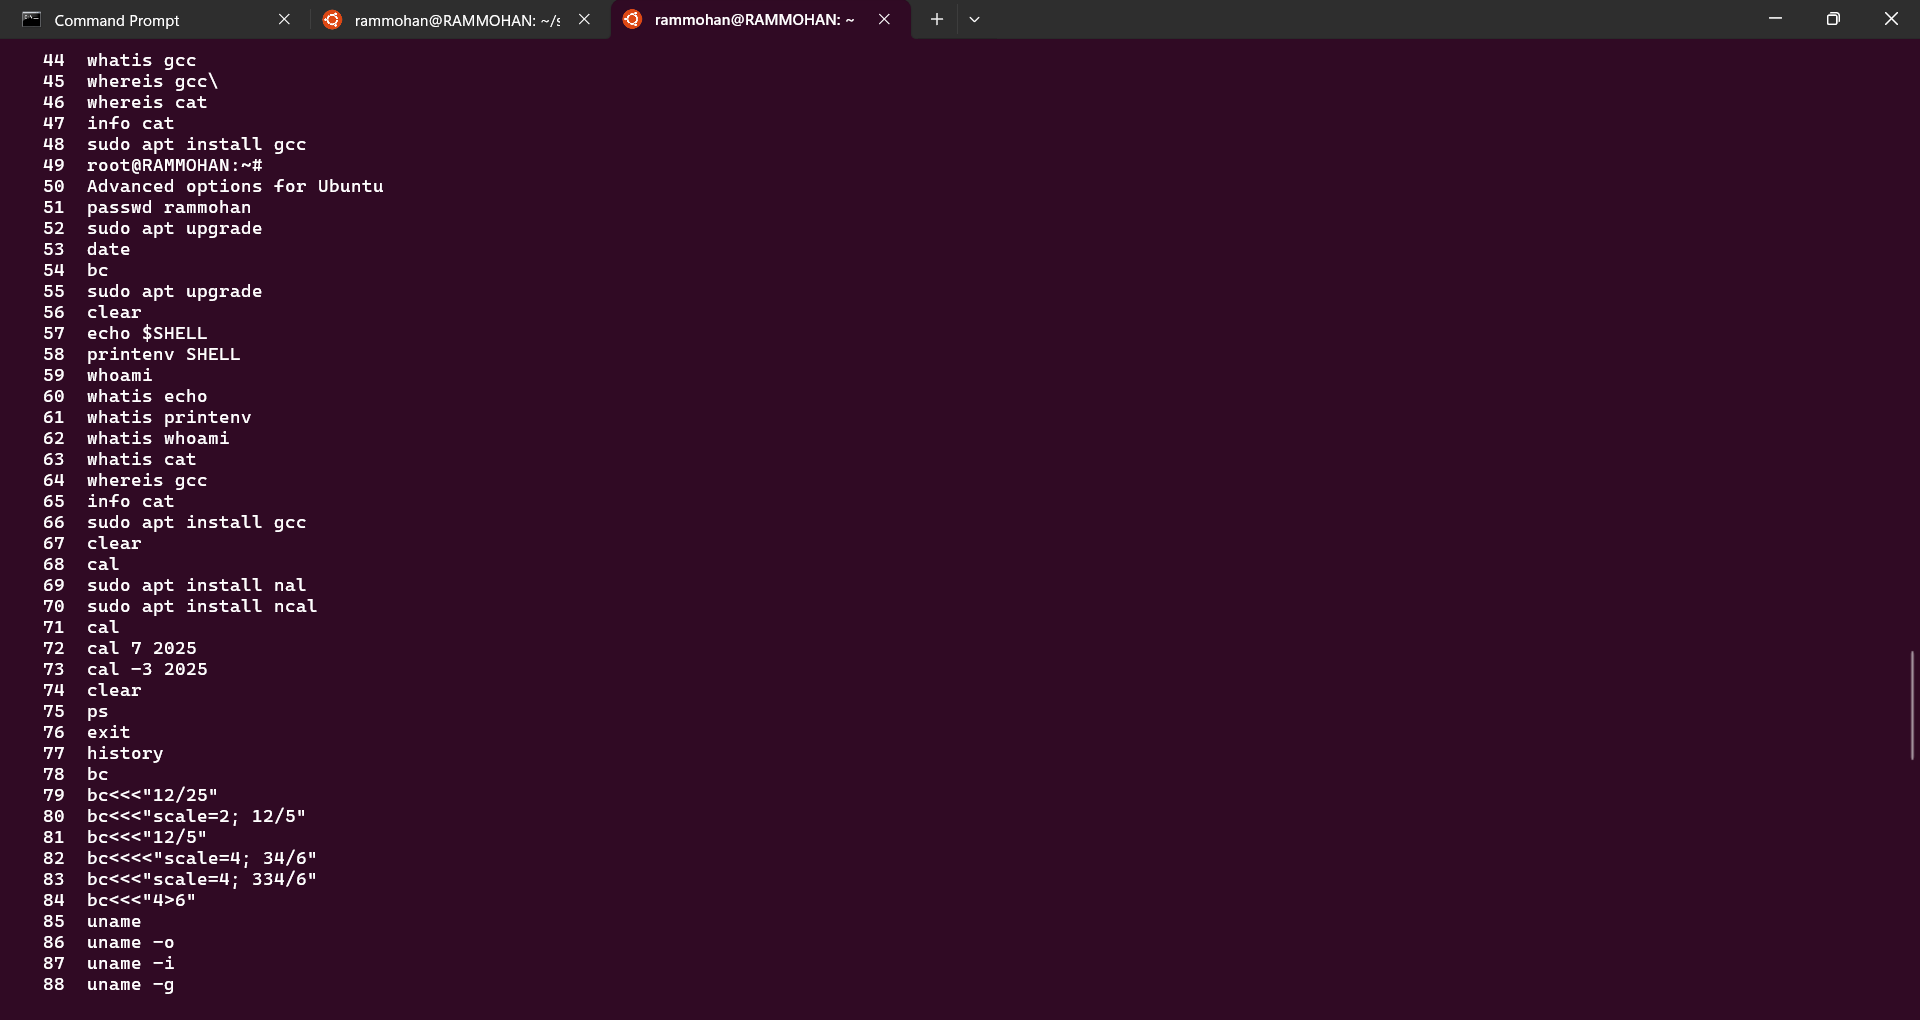 Command Prompt
rammohan@RAMMOHAN: ~/s
rammohan@RAMMOHAN: ~
44 whatis gcc
45 whereis gcc\
46 whereis cat
47 info cat
48 sudo apt install gcc
49 root@RAMMOHAN:~#
50 Advanced options for Ubuntu
51 passwd rammohan
52 sudo apt upgrade
53 date
54 bc
55 sudo apt upgrade
56 clear
57 echo $SHELL
58 printenv SHELL
59 whoami
60 whatis echo
61 whatis printenv
62 whatis whoami
63 whatis cat
64 whereis gcc
65 info cat
66 sudo apt install gcc
67 clear
68 cal
69 sudo apt install nal
70 sudo apt install ncal
71 cal
72 cal 7 2025
73 cal -3 2025
74 clear
75 ps
76 exit
77 history
78 bc
79 bc<<<"12/25"
80 bc<<<"scale=2; 12/5"
81 bc<<<"12/5"
82 bc<<<<"scale=4; 34/6"
83 bc<<<"scale=4; 334/6"
84 bc<<<"4>6"
85 uname
86 uname -o
87 uname -i
88 uname -g